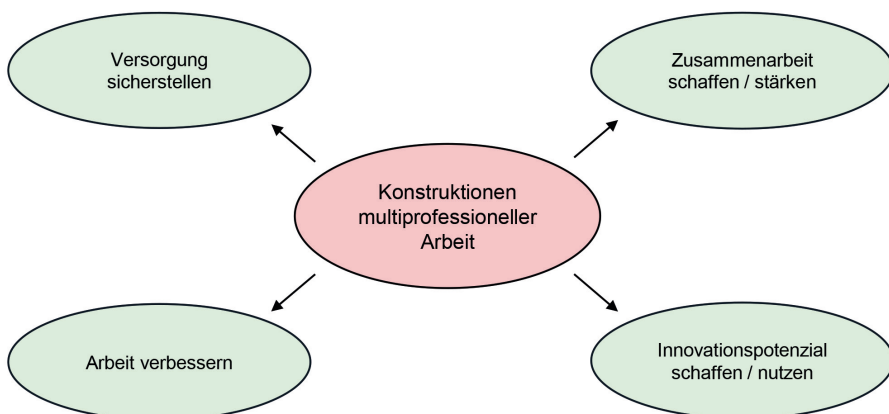 Versorgung
sicherstellen
Zusammenarbeit
schaffen / stärken
Konstruktionen
multiprofessioneller
Arbeit
Arbeit verbessern
Innovationspotenzial
schaffen / nutzen